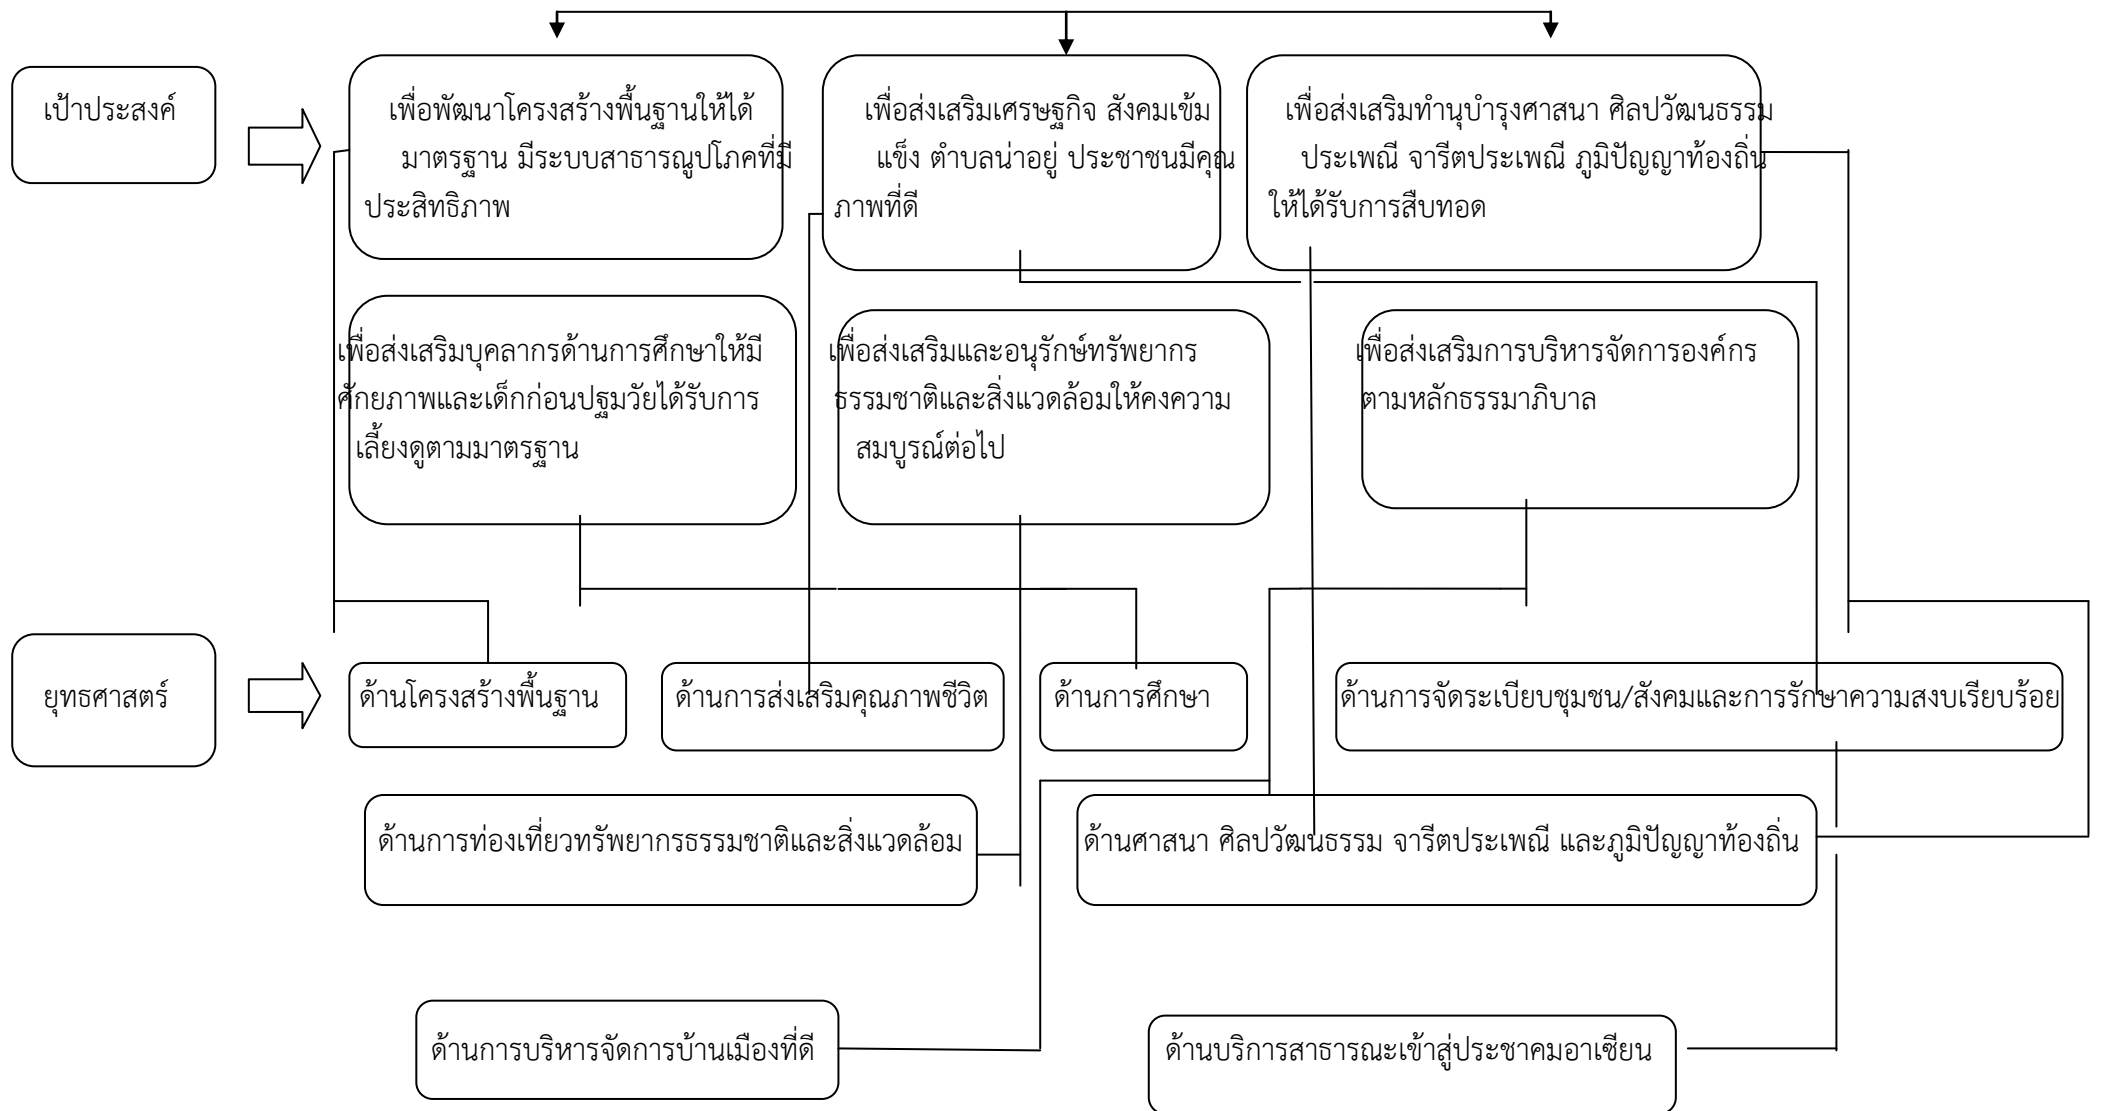 เป้าประสงค์
เพื่อพัฒนาโครงสร้างพื้นฐานให้ได้
มาตรฐาน มีระบบสาธารณูปโภคที่มี
ประสิทธิภาพ
เพื่อส่งเสริมเศรษฐกิจ สังคมเข้ม
แข็ง ตำบลน่าอยู่ ประชาชนมีคุณ
ภาพที่ดี
เพื่อส่งเสริมทำนุบำรุงศาสนา ศิลปวัฒนธรรม
ประเพณี จารีตประเพณี ภูมิปัญญาท้องถิ่น
ให้ได้รับการสืบทอด
เพื่อส่งเสริมบุคลากรด้านการศึกษาให้มี
ศักยภาพและเด็กก่อนปฐมวัยได้รับการ
เลี้ยงดูตามมาตรฐาน
เพื่อส่งเสริมและอนุรักษ์ทรัพยากร
ธรรมชาติและสิ่งแวดล้อมให้คงความ
สมบูรณ์ต่อไป
เพื่อส่งเสริมการบริหารจัดการองค์กร
ตามหลักธรรมาภิบาล
ยุทธศาสตร์
ด้านโครงสร้างพื้นฐาน
ด้านการส่งเสริมคุณภาพชีวิต
ด้านการศึกษา
ด้านการจัดระเบียบชุมชน/สังคมและการรักษาความสงบเรียบร้อย
ด้านการท่องเที่ยวทรัพยากรธรรมชาติและสิ่งแวดล้อม
ด้านศาสนา ศิลปวัฒนธรรม จารีตประเพณี และภูมิปัญญาท้องถิ่น
ด้านการบริหารจัดการบ้านเมืองที่ดี
ด้านบริการสาธารณะเข้าสู่ประชาคมอาเซียน